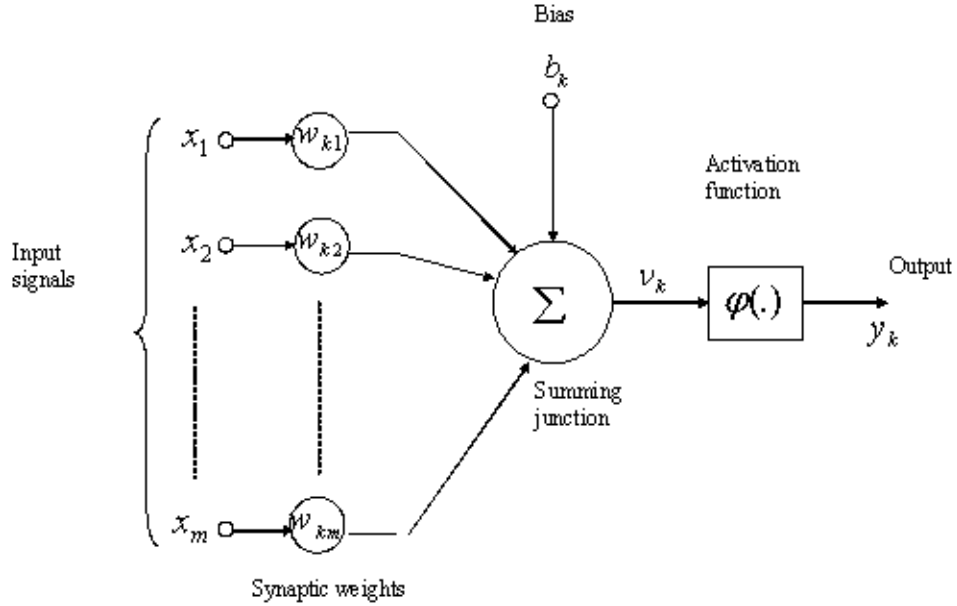 Bias
b_k
x_1
w_k1
Activation
function
x_2
w_k2
Input
signals
Σ
v_k
φ(.)
Output
y_k
Summing
junction
x_m
w_km
Synaptic weights